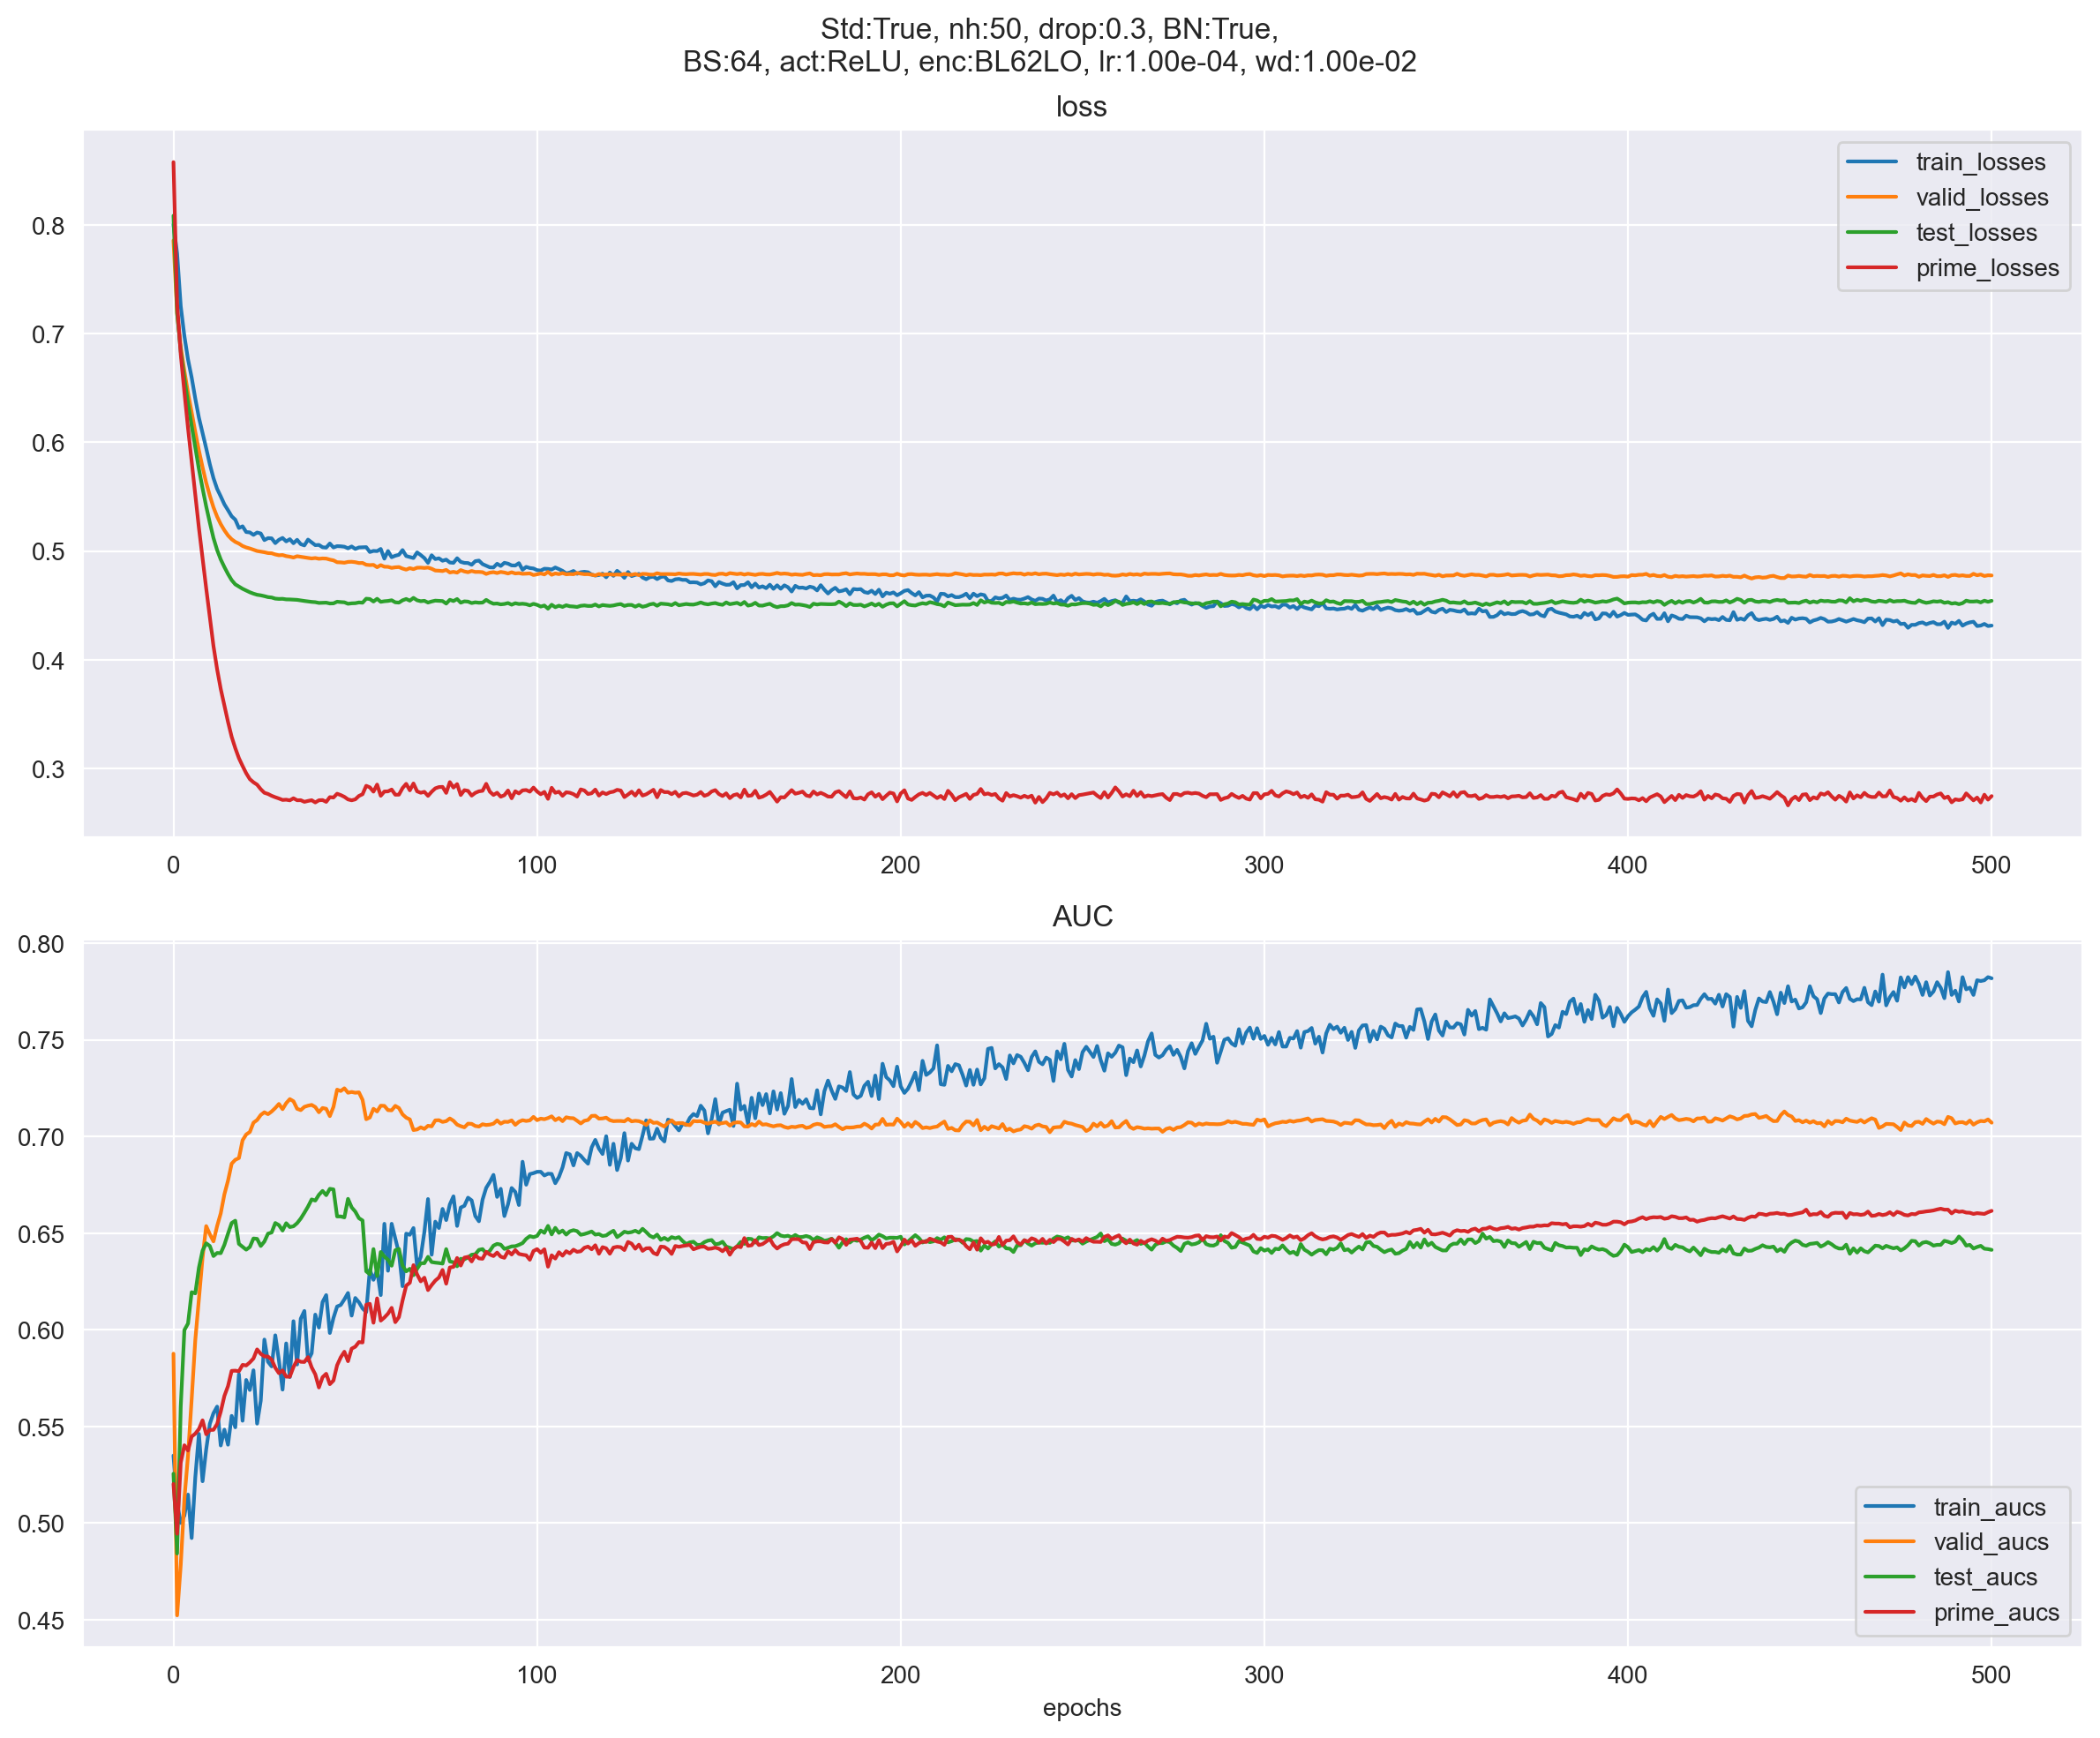 Std:True, nh:50, drop:0.3, BN:True,
BS:64, act:ReLU, enc:BL62LO, lr:1.00e-04, wd:1.00e-02
loss
train_losses
valid_losses
test_losses
prime_losses
0.8
0.7
0.6
0.5
0.4
0.3
0 100 200 300 400 500
AUC
0.80
0.75
0.70
0.65
0.60
0.55
0.50
0.45
train_aucs
valid_aucs
test_aucs
prime_aucs
0 100 200 300 400 500
epochs